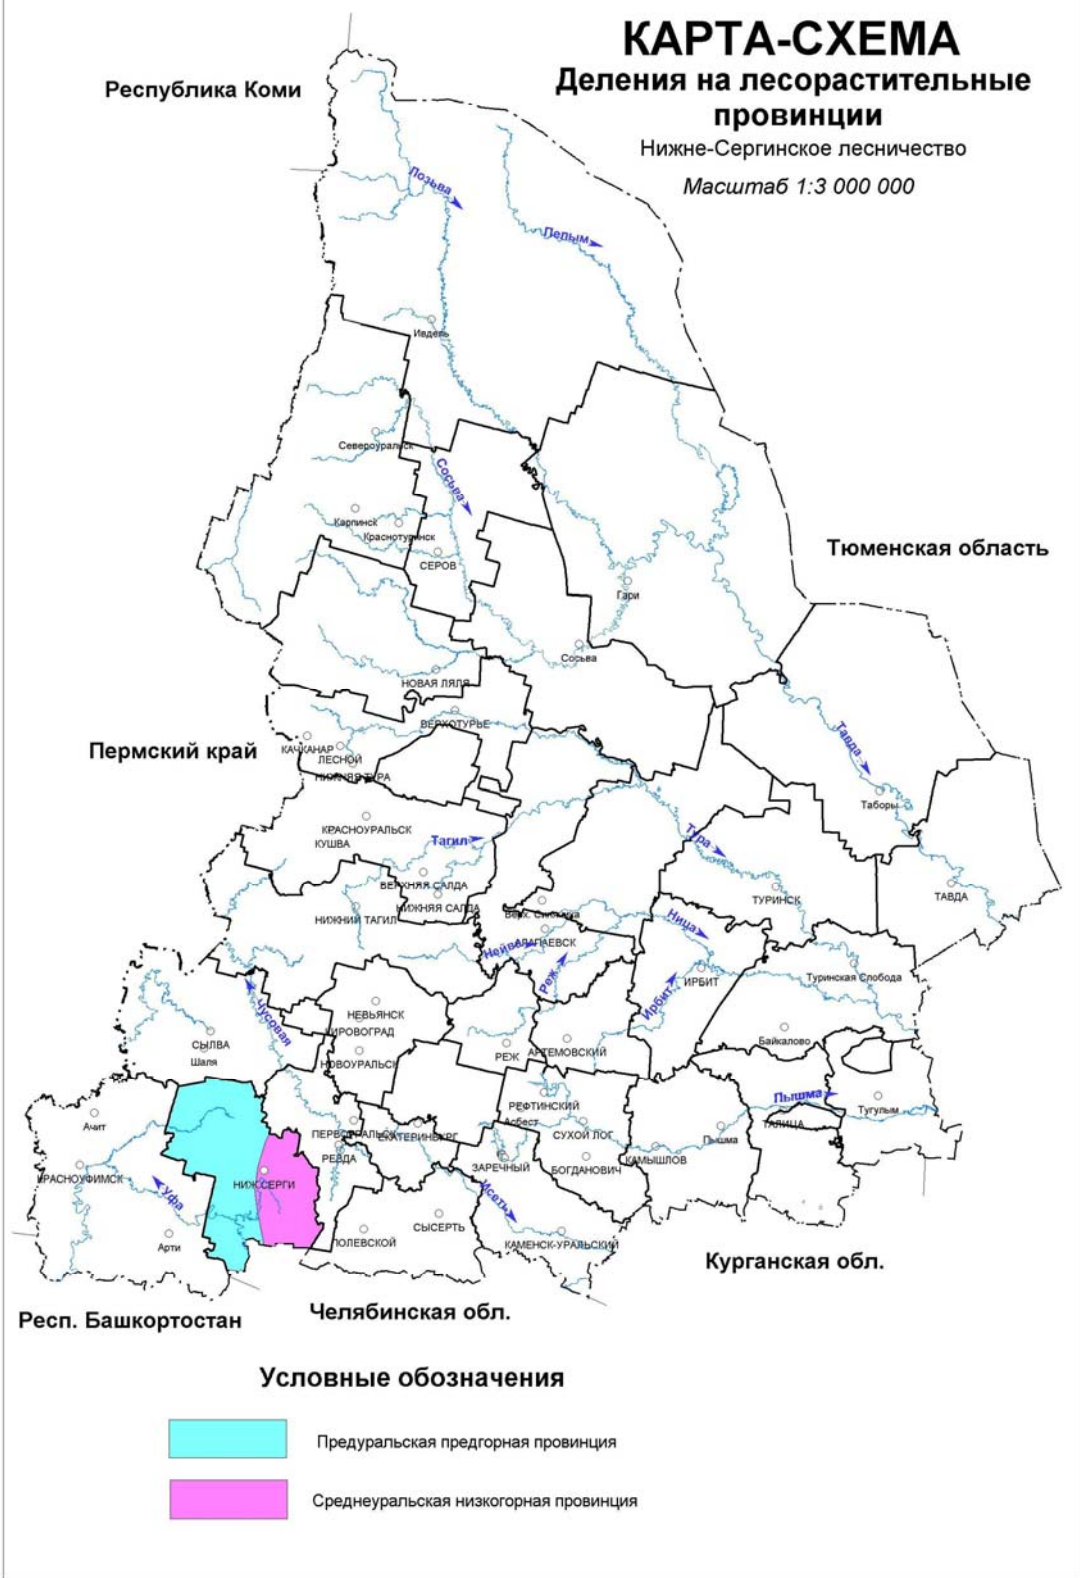 КАРТА-СХЕМА
Деления на лесорастительные
провинции
Нижне-Сергинское лесничество
Масштаб 1:3 000 000
Республика Коми
Лозьва
Пелым
Ивдель
Североуральск
Сосьва
Карпинск
Краснотурьинск
СЕРОВ
Тюменская область
Гари
Сосьва
НОВАЯ ЛЯЛЯ
ВЕРХОТУРЬЕ
Пермский край
КАЧКАНАР
ЛЕСНОЙ
НИЖНЯЯ ТУРА
Тавда
Таборы
КРАСНОУРАЛЬСК
КУШВА
Тагил
Тура
ВЕРХНЯЯ САЛДА
НИЖНЯЯ САЛДА
НИЖНИЙ ТАГИЛ
ТУРИНСК
ТАВДА
Верх. Синячиха
АЛАПАЕВСК
Нейва
Ница
Реж
Ирбит
ИРБИТ
Туринская Слобода
Чусовая
НЕВЬЯНСК
КИРОВОГРАД
СЫЛВА
Шаля
НОВОУРАЛЬСК
РЕЖ
АРТЕМОВСКИЙ
Байкалово
Пышма
Тугулым
РЕФТИНСКИЙ
Асбест
СУХОЙ ЛОГ
ТАЛИЦА
Пышма
Ачит
ПЕРВОУРАЛЬСК
ЕКАТЕРИНБУРГ
РЕВДА
ЗАРЕЧНЫЙ
БОГДАНОВИЧ
КАМЫШЛОВ
КРАСНОУФИМСК
Уфа
НИЖ.СЕРГИ
Исеть
Арти
ПОЛЕВСКОЙ
СЫСЕРТЬ
КАМЕНСК-УРАЛЬСКИЙ
Курганская обл.
Респ. Башкортостан
Челябинская обл.
Условные обозначения
Предуральская предгорная провинция
Среднеуральская низкогорная провинция